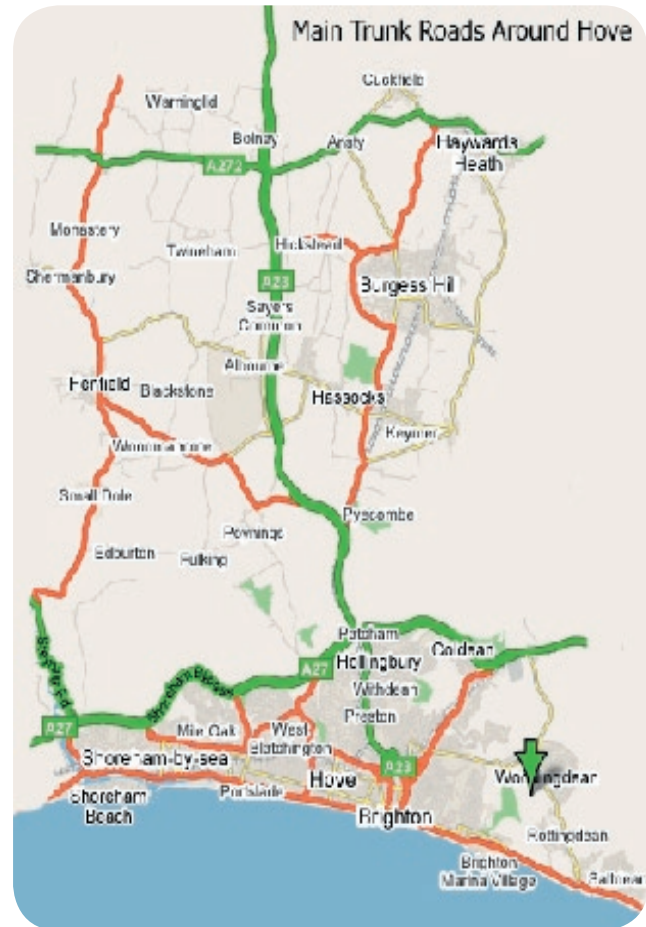 Main Trunk Roads Around Hove
Cuckfield
Warninglid
Bolney
Ansty
Haywards
Heath
A272
Monastery
Twineham
Hickstead
Shermanbury
A23
Burgess Hill
Sayers
Common
Albourne
Henfield
Blackstone
Hassocks
Keymer
Woodmancote
Small Dole
Pyecombe
Poynings
Edburton
Fulking
Patcham
Coldean
Hollingbury
A27
Withdean
Shoreham Bypass
Preston
A27
Mile Oak
West
Blatchington
A23
Shoreham-by-sea
Hove
Woodingdean
Portslade
Shoreham
Beach
Brighton
Rottingdean
Brighton
Marina Village